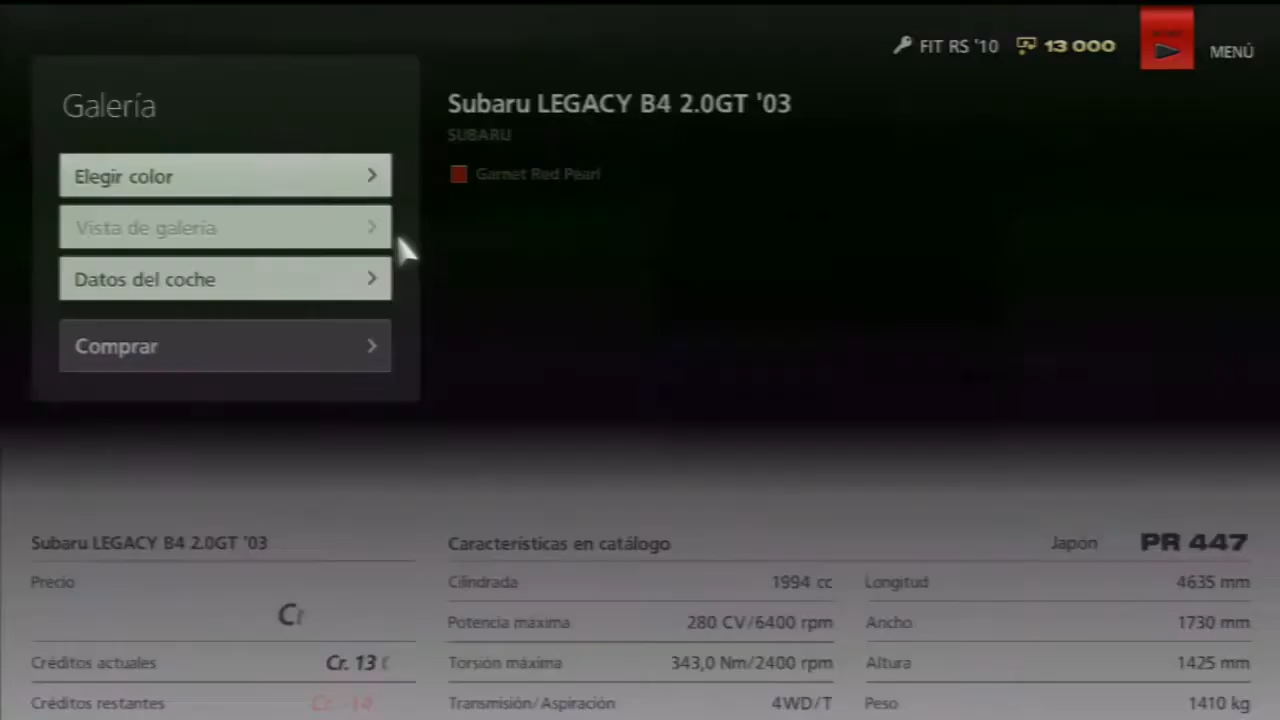 FIT RS '10
13 000
MENÚ
Galería
Elegir color
Vista de galería
Datos del coche
Comprar
Subaru LEGACY B4 2.0GT '03
SUBARU
Garnet Red Pearl
Subaru LEGACY B4 2.0GT '03
Precio
Créditos actuales Cr. 13
Créditos restantes
Características en catálogo
Japón PR 447
Cilindrada 1994 cc
Potencia máxima 280 CV/6400 rpm
Torsión máxima 343,0 Nm/2400 rpm
Transmisión/Aspiración 4WD/T
Longitud 4635 mm
Ancho 1730 mm
Altura 1425 mm
Peso 1410 kg